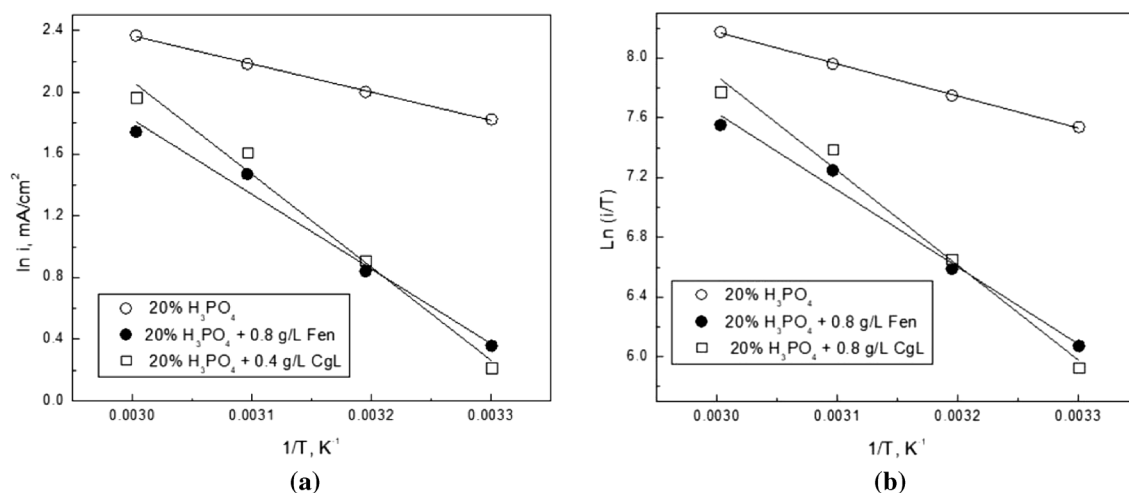 2.4
2.0
1.6
1.2
0.8
0.4
0.0
ln i, mA/cm²
20% H₃PO₄
20% H₃PO₄ + 0.8 g/L Fen
20% H₃PO₄ + 0.4 g/L CgL
0.0030 0.0031 0.0032 0.0033
1/T, K⁻¹
(a)
8.0
7.6
7.2
6.8
6.4
6.0
Ln (i/T)
20% H₃PO₄
20% H₃PO₄ + 0.8 g/L Fen
20% H₃PO₄ + 0.8 g/L CgL
0.0030 0.0031 0.0032 0.0033
1/T, K⁻¹
(b)